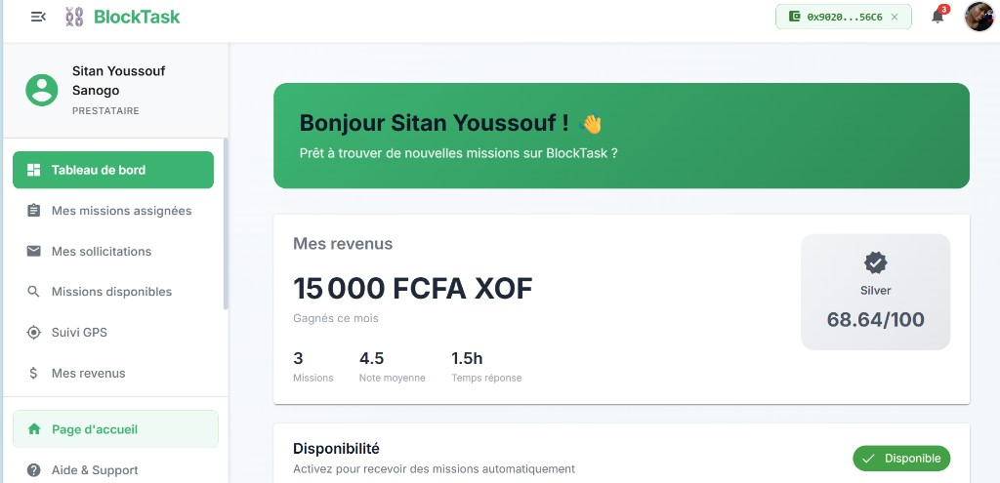 BlockTask
0x9020...56C6 ×
3
Sitan Youssouf
Sanogo
PRESTATAIRE
Tableau de bord
Mes missions assignées
Mes sollicitations
Missions disponibles
Suivi GPS
Mes revenus
Page d'accueil
Aide & Support
Bonjour Sitan Youssouf ! 👋
Prêt à trouver de nouvelles missions sur BlockTask ?
Mes revenus
15 000 FCFA XOF
Gagnés ce mois
3
Missions
4.5
Note moyenne
1.5h
Temps réponse
Silver
68.64/100
Disponibilité
Activez pour recevoir des missions automatiquement
Disponible